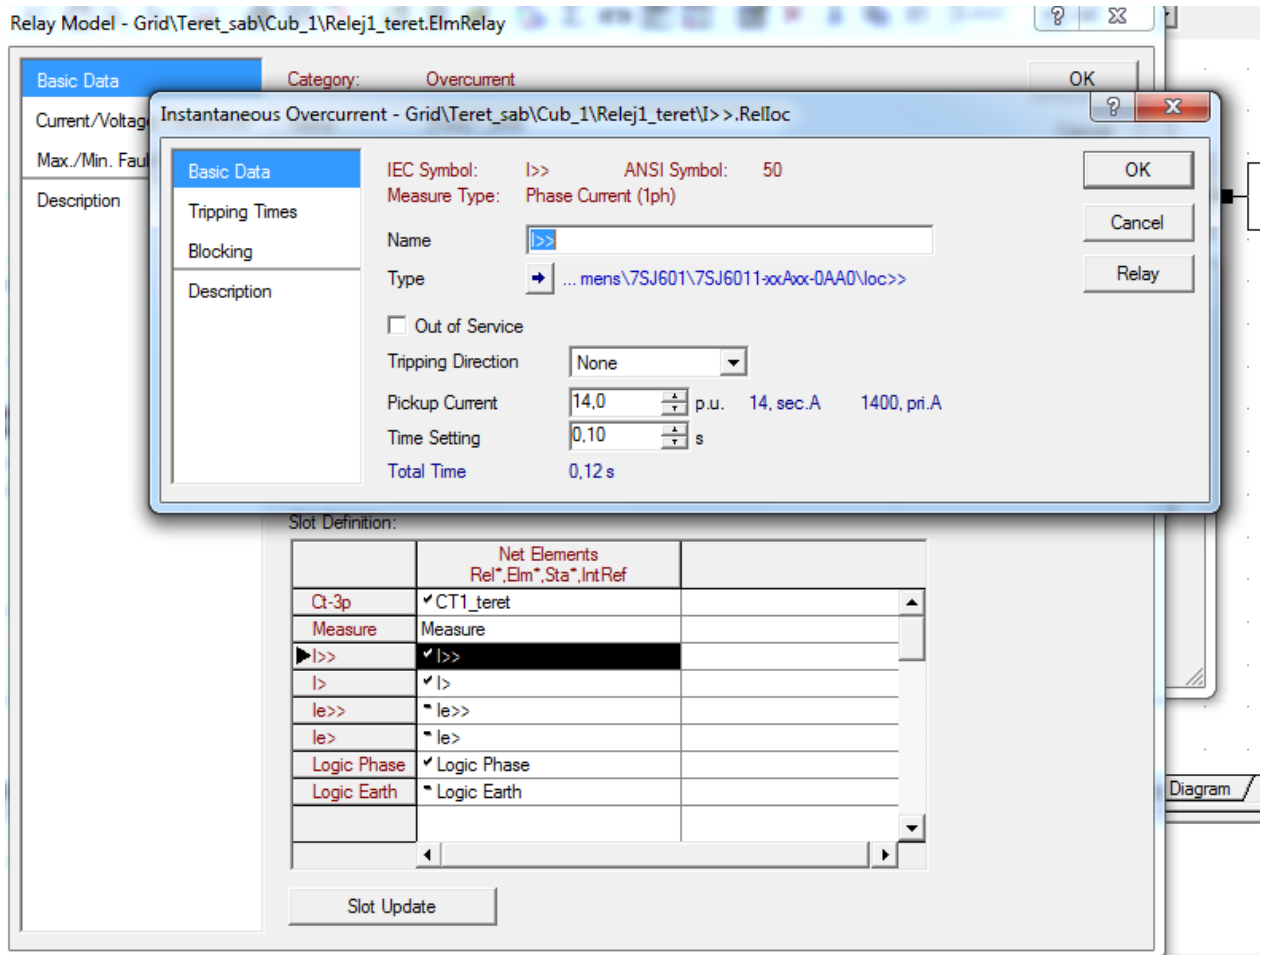 Relay Model - Grid\Teret_sab\Cub_1\Relej1_teret.ElmRelay
Basic Data
Category: Overcurrent
OK
Current/Voltage
Max./Min. Faul
Description
Instantaneous Overcurrent - Grid\Teret_sab\Cub_1\Relej1_teret\I>>.RelIoc
Basic Data
Tripping Times
Blocking
Description
IEC Symbol: I>> ANSI Symbol: 50
Measure Type: Phase Current (1ph)
Name I>>
Type ... mens\7SJ601\7SJ6011-xxAxx-0AA0\Ioc>>
Out of Service
Tripping Direction None
Pickup Current 14,0 p.u. 14, sec.A 1400, pri.A
Time Setting 0,10 s
Total Time 0,12 s
OK
Cancel
Relay
Slot Definition:
Net Elements
Rel*,Elm*,Sta*,IntRef
Ct-3p CT1_teret
Measure Measure
I>> I>>
I> I>
Ie>> Ie>>
Ie> Ie>
Logic Phase Logic Phase
Logic Earth Logic Earth
Slot Update
Diagram